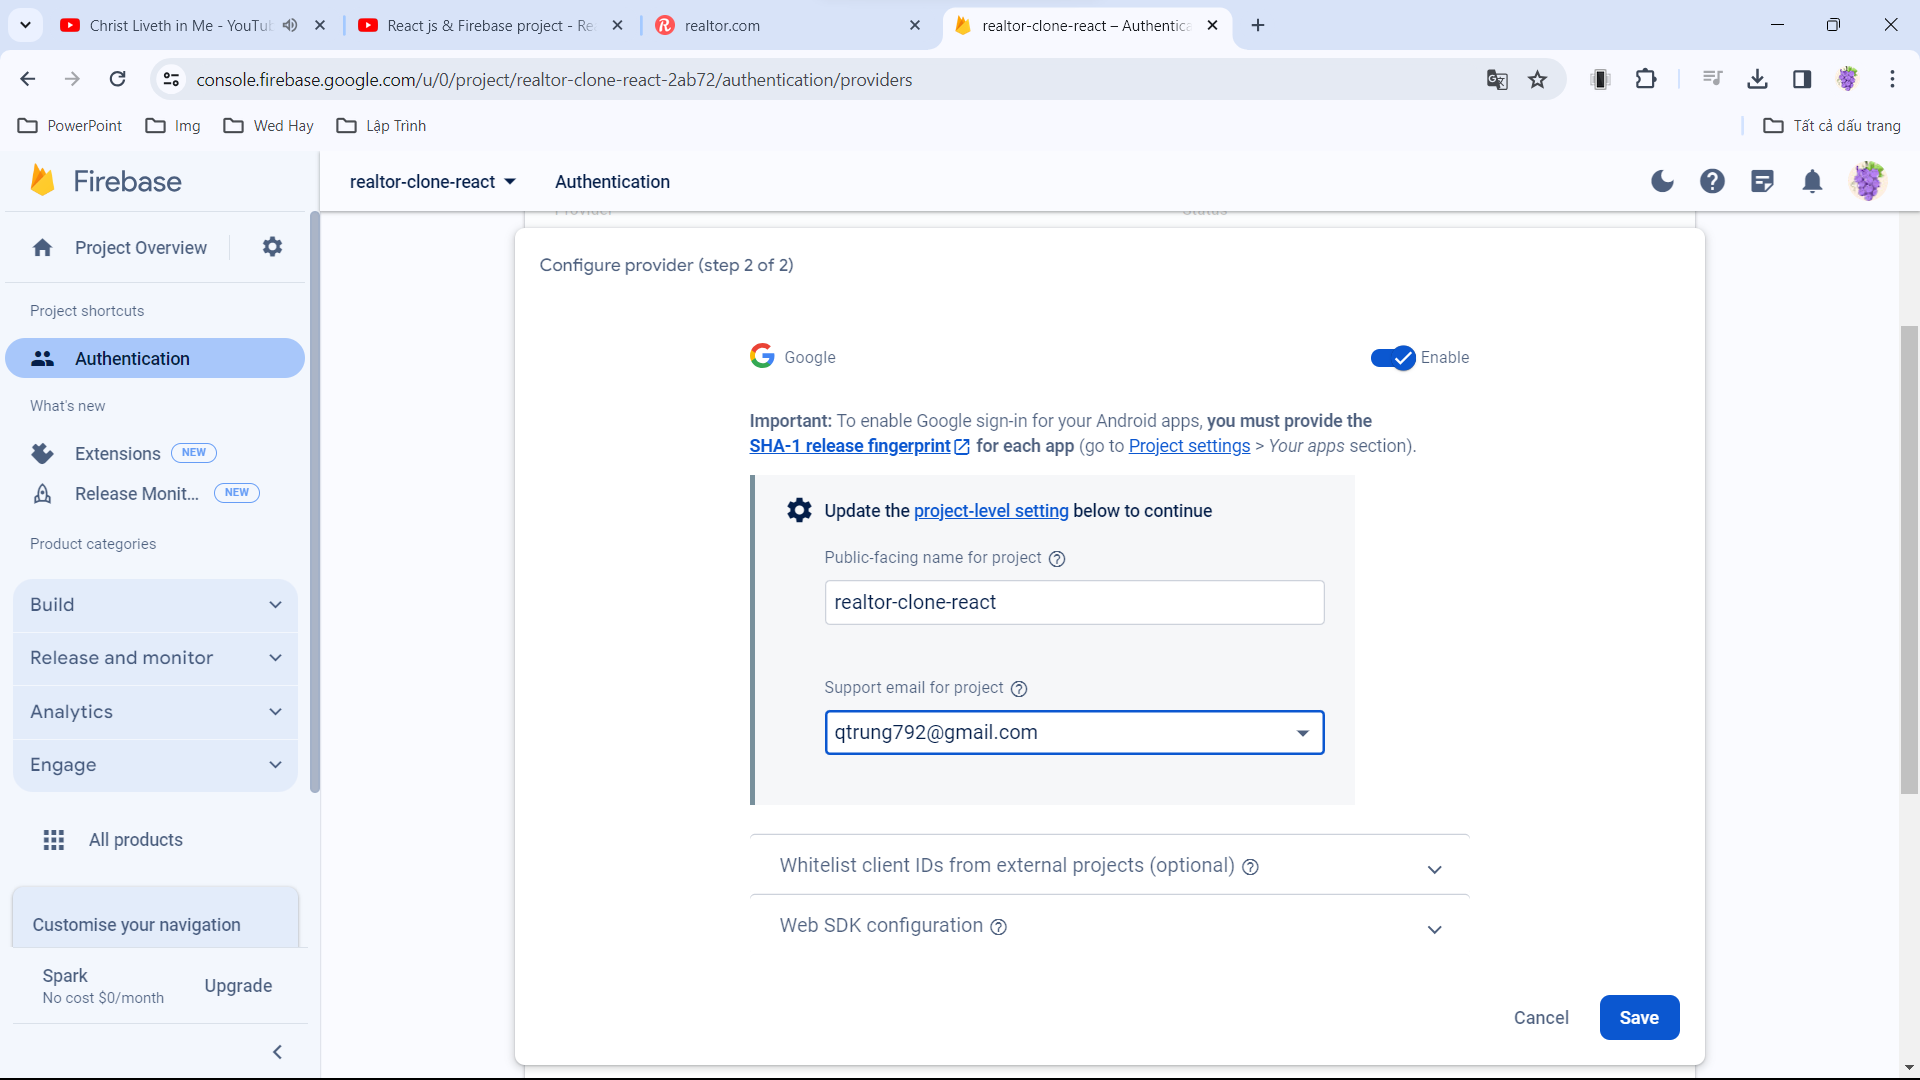 Christ Liveth in Me - YouTub
React js & Firebase project - Re
realtor.com
realtor-clone-react – Authentica
console.firebase.google.com/u/0/project/realtor-clone-react-2ab72/authentication/providers
PowerPoint
Img
Wed Hay
Lập Trình
Tất cả dấu trang
Firebase
realtor-clone-react
Authentication
Provider
Status
Project Overview
Project shortcuts
Authentication
What's new
Extensions NEW
Release Monit... NEW
Product categories
Build
Release and monitor
Analytics
Engage
All products
Customise your navigation
Spark
No cost $0/month
Upgrade
Configure provider (step 2 of 2)
Google
Enable
Important: To enable Google sign-in for your Android apps, you must provide the
SHA-1 release fingerprint for each app (go to Project settings > Your apps section).
Update the project-level setting below to continue
Public-facing name for project
realtor-clone-react
Support email for project
qtrung792@gmail.com
Whitelist client IDs from external projects (optional)
Web SDK configuration
Cancel
Save